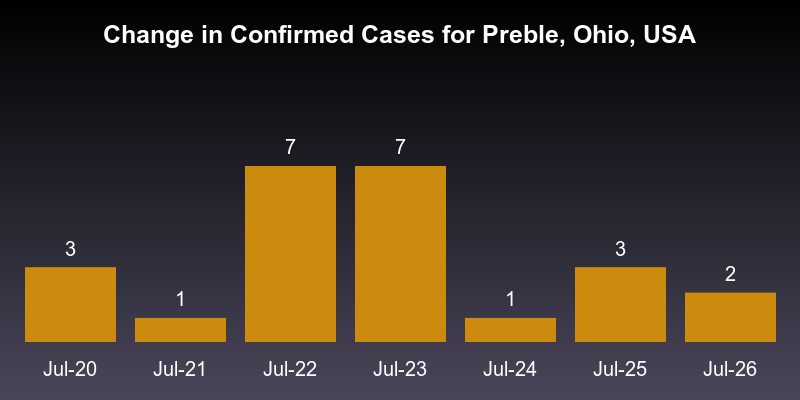 Change in Confirmed Cases for Preble, Ohio, USA
7 7
3 3
2
1 1
Jul-20 Jul-21 Jul-22 Jul-23 Jul-24 Jul-25 Jul-26